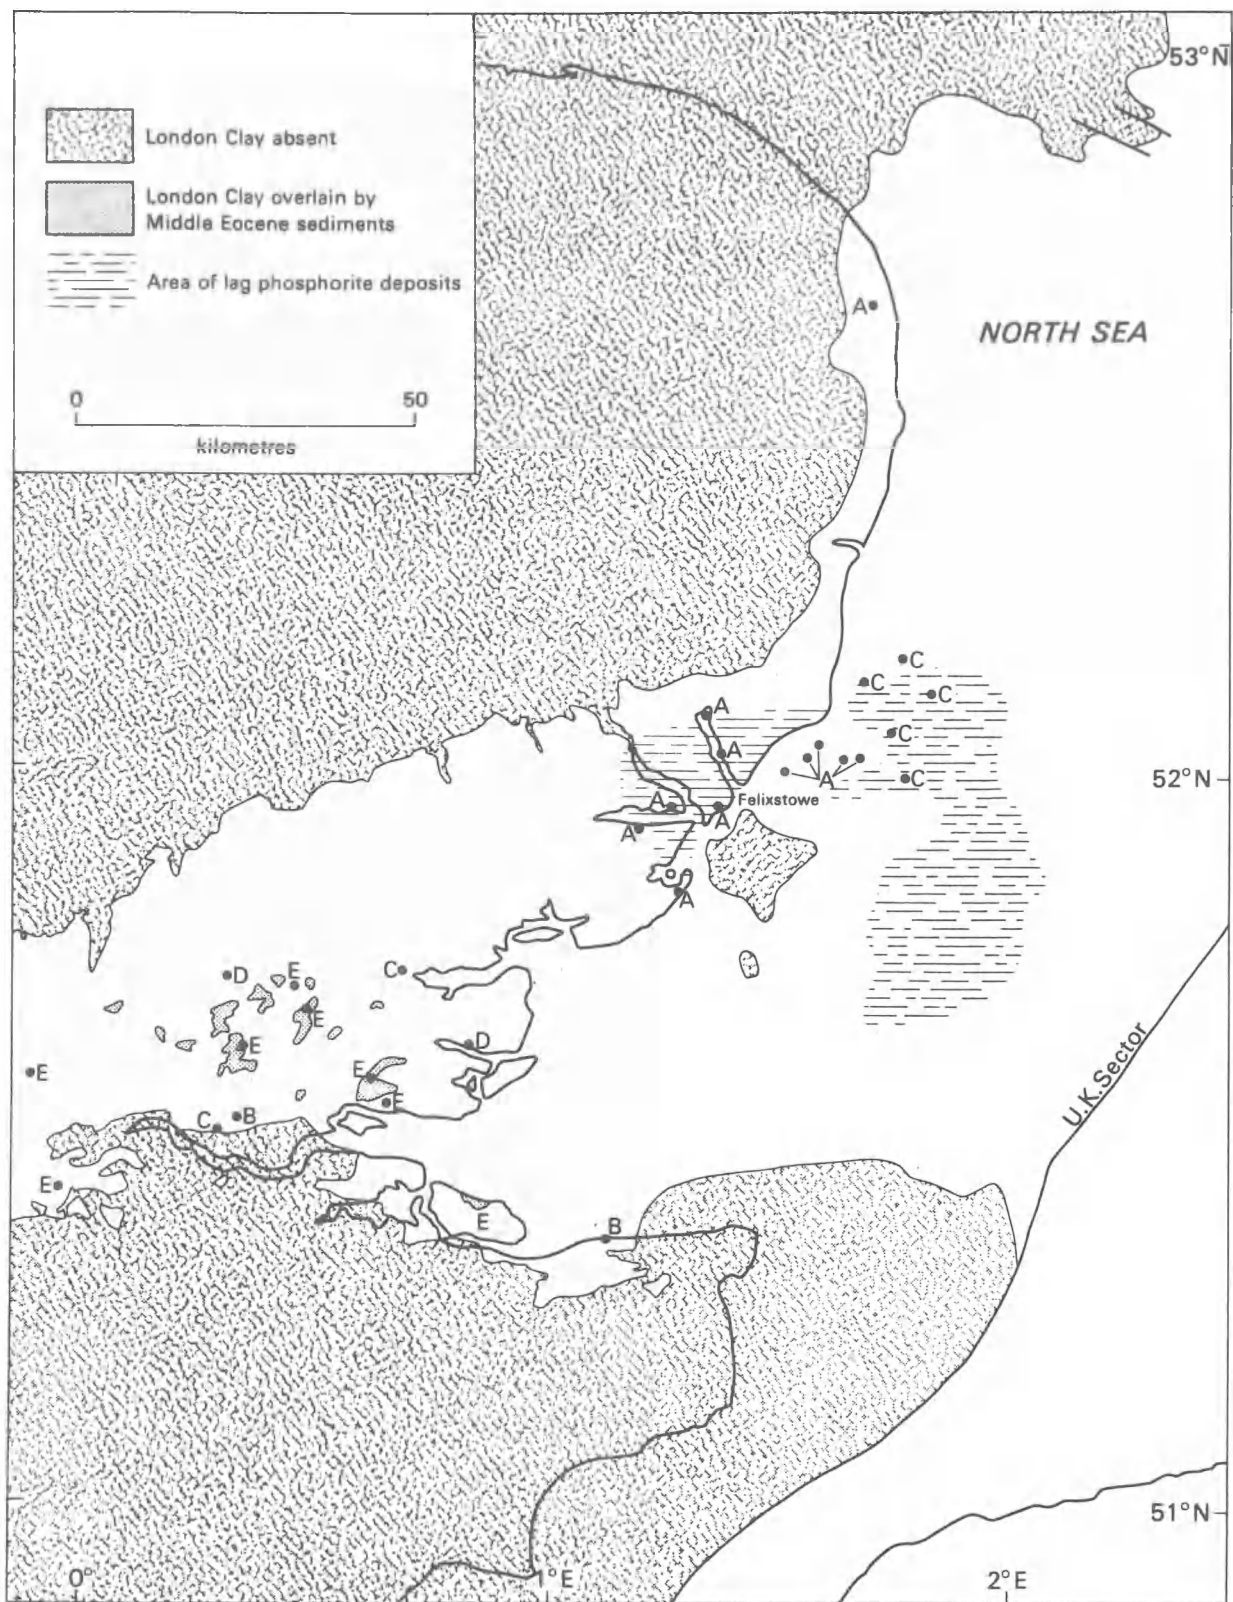 53°N
London Clay absent
London Clay overlain by
Middle Eocene sediments
Area of lag phosphorite deposits
A
NORTH SEA
0 50
kilometres
C
C
C
A
A
C
A
C
52°N
Felixstowe
A
A
A
A
D
E
C
E
E
D
E
E
E
U.K. Sector
C
B
E
E
B
51°N
0°
1°E
2°E